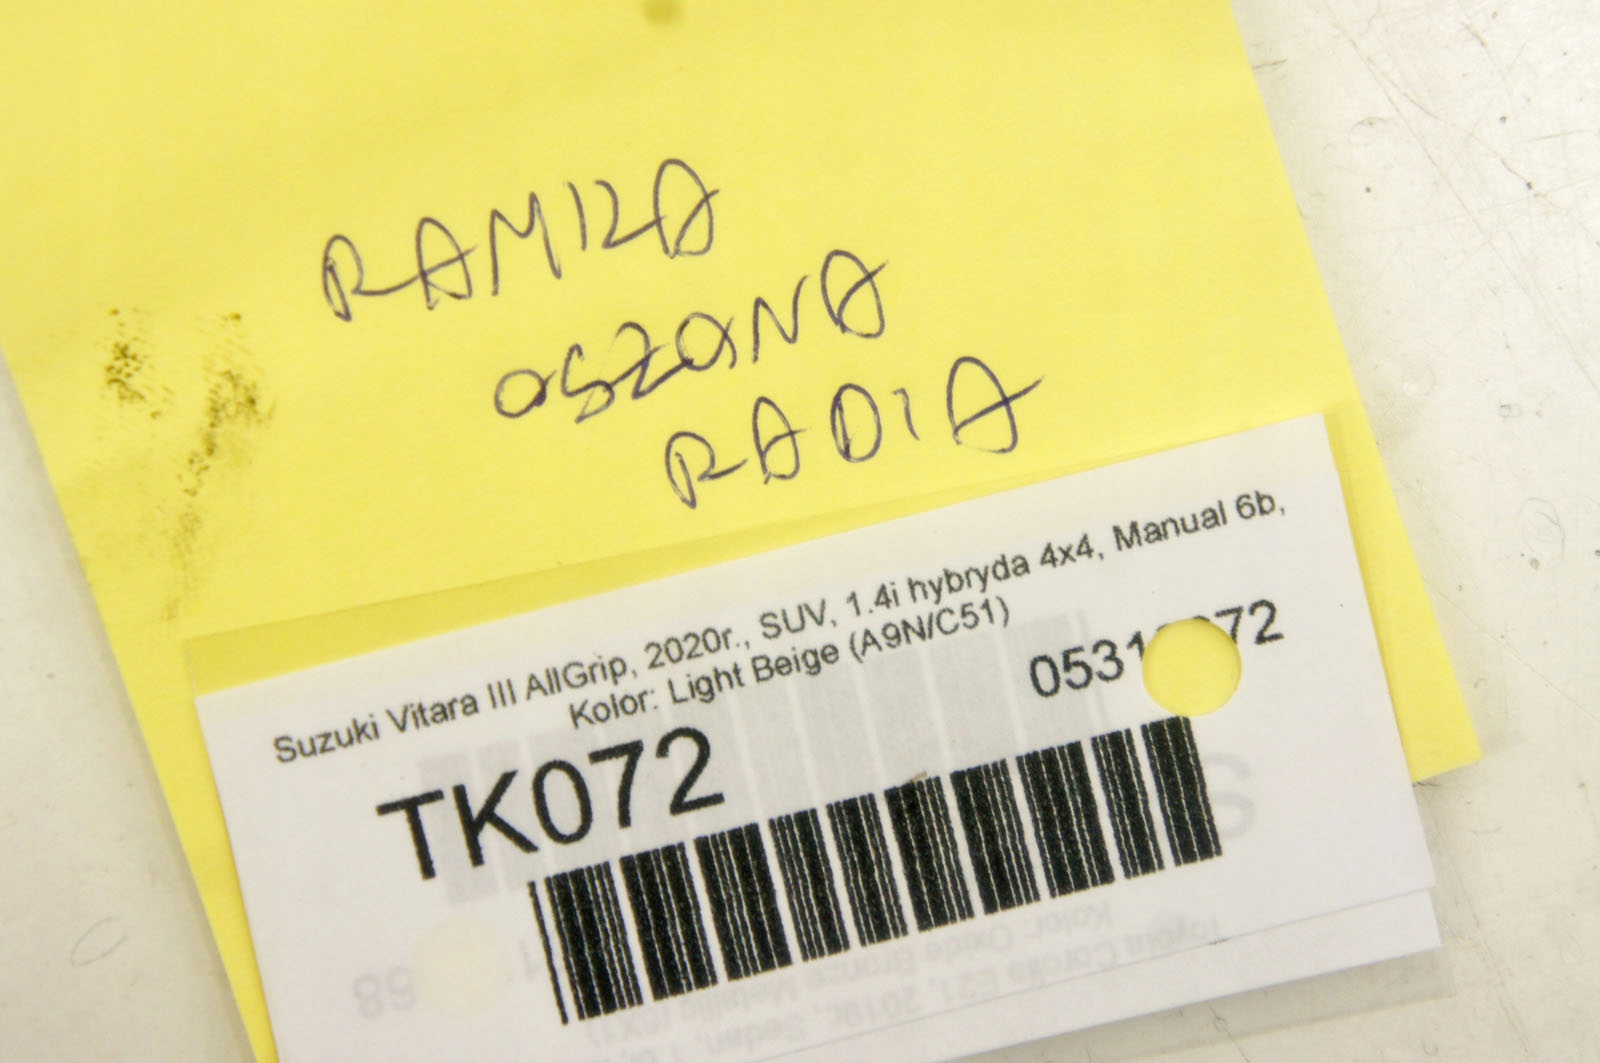 RAMKA
OSZONA
RADIA
Suzuki Vitara III AllGrip, 2020r., SUV, 1.4i hybryda 4x4, Manual 6b,
Kolor: Light Beige (A9N/C51)
TK072